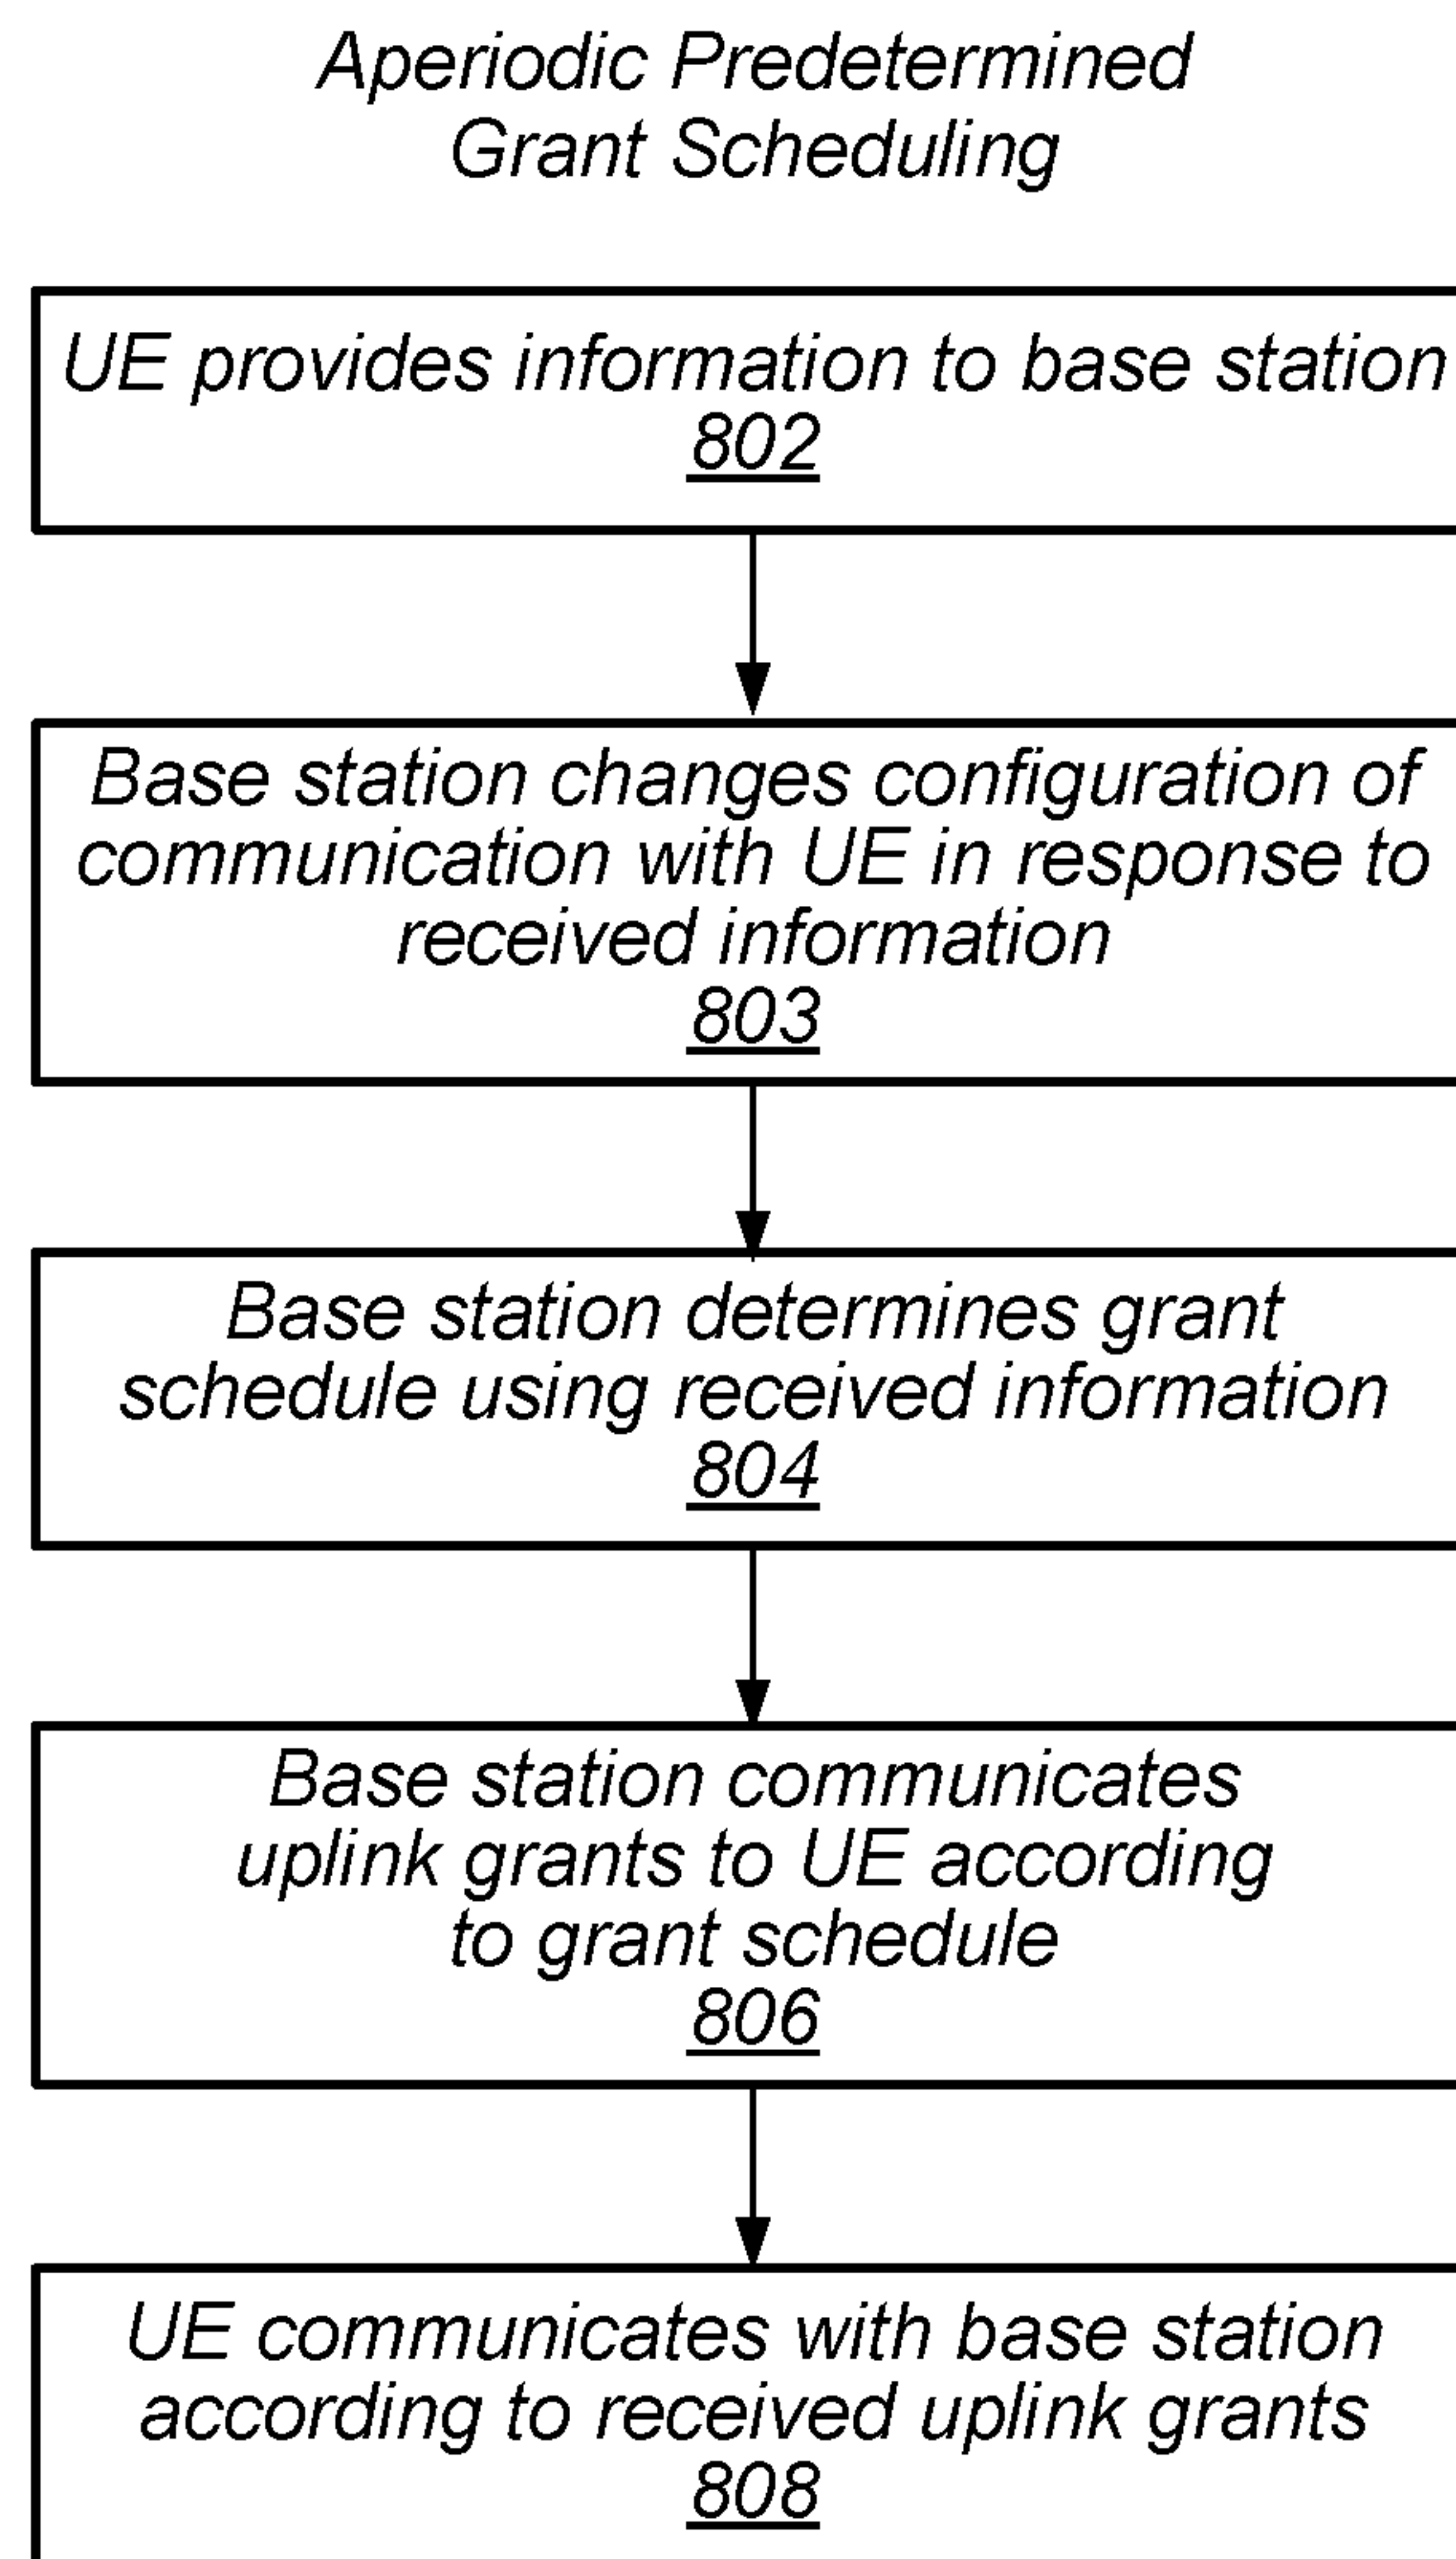 Aperiodic Predetermined
Grant Scheduling
UE provides information to base station
802
Base station changes configuration of
communication with UE in response to
received information
803
Base station determines grant
schedule using received information
804
Base station communicates
uplink grants to UE according
to grant schedule
806
UE communicates with base station
according to received uplink grants
808